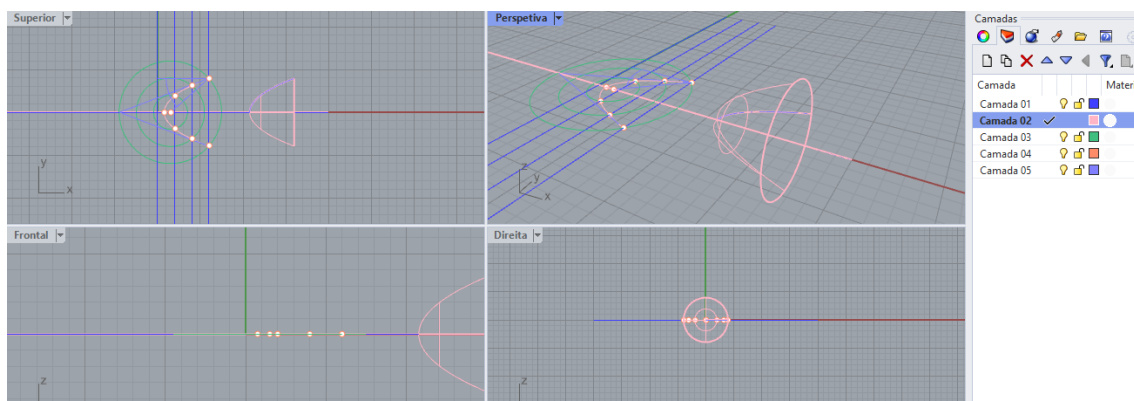 Superior
Perspetiva
Camadas
Camada Mater
Camada 01
Camada 02
Camada 03
Camada 04
Camada 05
y
x
z
y
x
Frontal
Direita
z
z